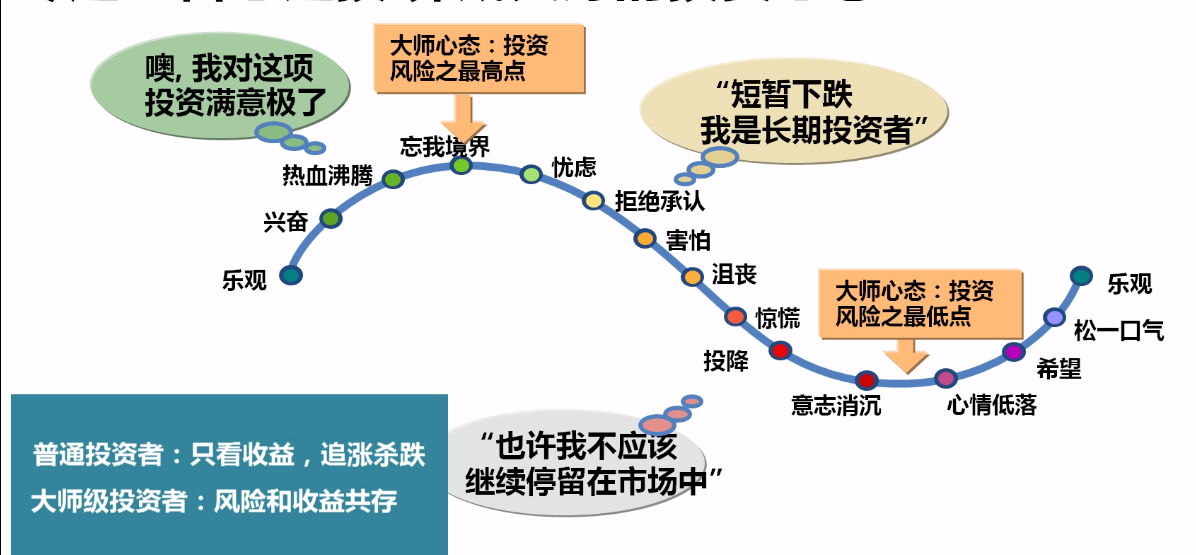 噢, 我对这项
投资满意极了
大师心态：投资
风险之最高点
“短暂下跌
我是长期投资者”
忘我境界
热血沸腾
忧虑
兴奋
拒绝承认
害怕
乐观
沮丧
大师心态：投资
风险之最低点
乐观
惊慌
松一口气
投降
希望
意志消沉
心情低落
“也许我不应该
继续停留在市场中”
普通投资者：只看收益，追涨杀跌
大师级投资者：风险和收益共存